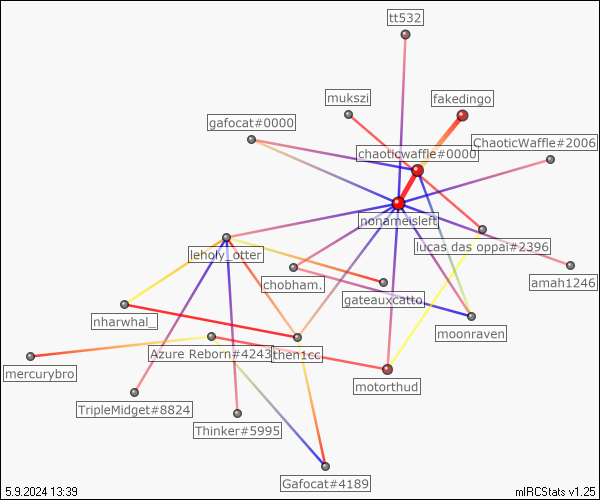 tt532
mukszi
fakedingo
gafocat#0000
ChaoticWaffle#2006
chaoticwaffle#0000
nonameisleft
lucas das oppai#2396
leholy_otter
chobham.
amah1246
gateauxcatto.
nharwhal_
moonraven
Azure Reborn#4243
then1cc.
mercurybro
motorthud
TripleMidget#8824
Thinker#5995
Gafocat#4189
5.9.2024 13:39
mIRCStats v1.25